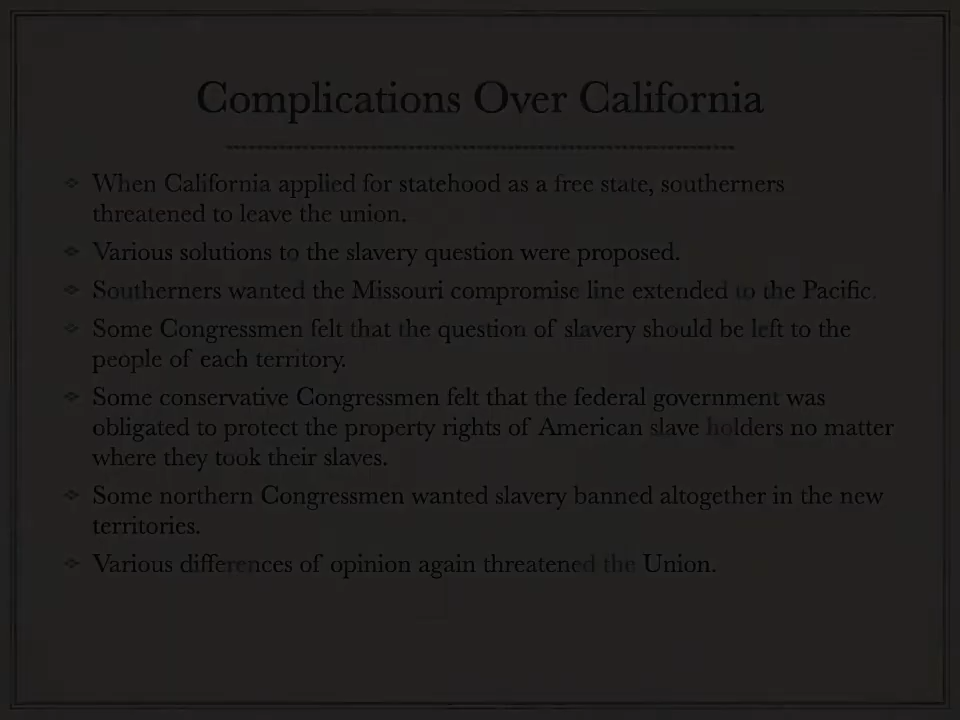 Complications Over California
When California applied for statehood as a free state, southerners
threatened to leave the union.
Various solutions to the slavery question were proposed.
Southerners wanted the Missouri compromise line extended to the Pacific.
Some Congressmen felt that the question of slavery should be left to the
people of each territory.
Some conservative Congressmen felt that the federal government was
obligated to protect the property rights of American slave holders no matter
where they took their slaves.
Some northern Congressmen wanted slavery banned altogether in the new
territories.
Various differences of opinion again threatened the Union.